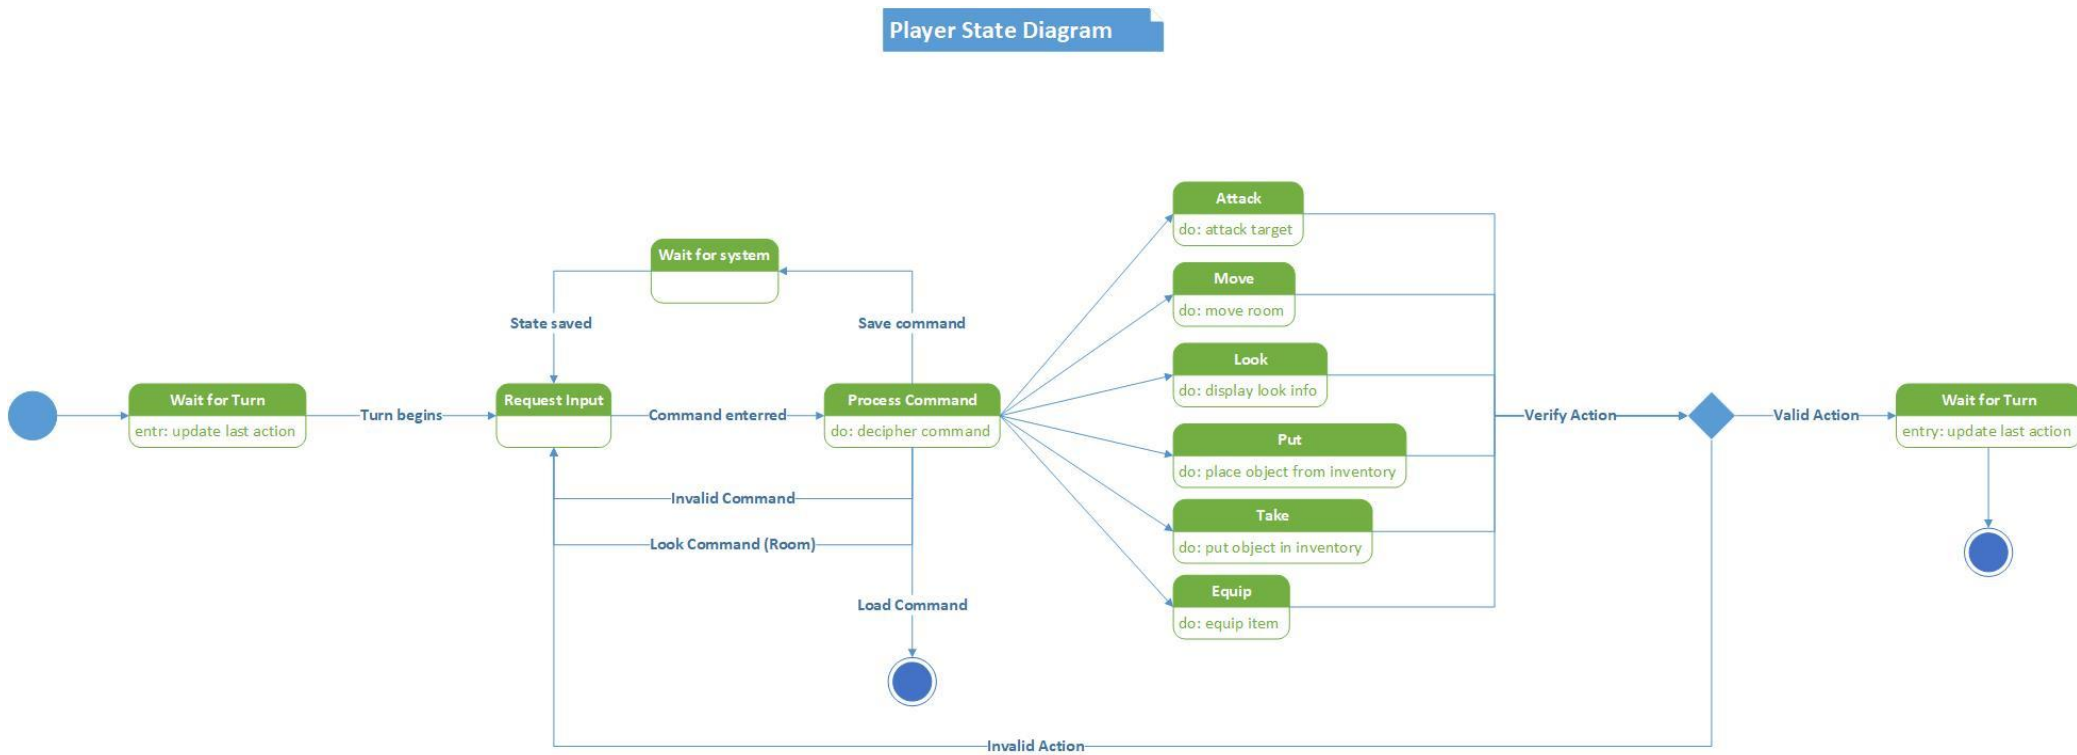 Player State Diagram
Attack
do: attack target
Wait for system
Move
do: move room
State saved
Save command
Look
do: display look info
Wait for Turn
entr: update last action
Turn begins
Request Input
Command enterred
Process Command
do: decipher command
Put
do: place object from inventory
Verify Action
Valid Action
Wait for Turn
entry: update last action
Invalid Command
Look Command (Room)
Take
do: put object in inventory
Load Command
Equip
do: equip item
Invalid Action